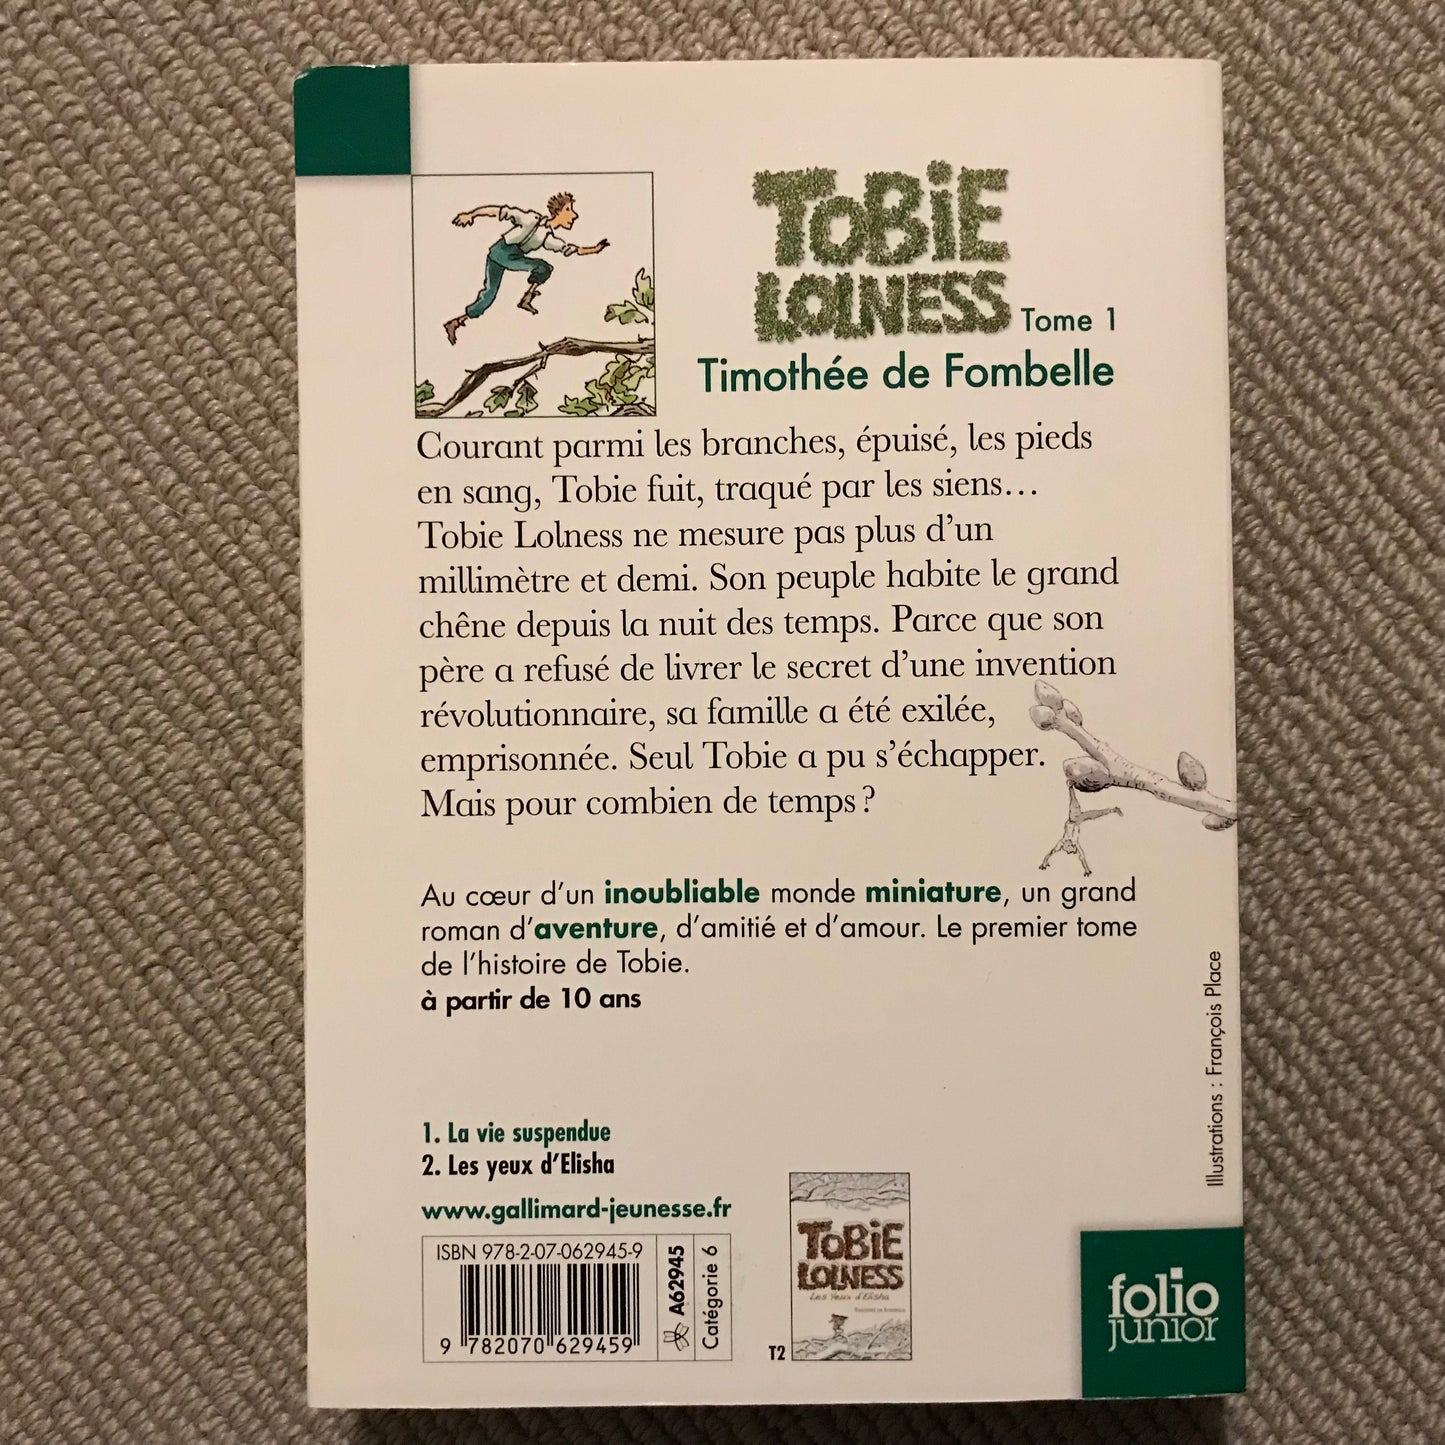 TOBiE
LOLNESS Tome 1
Timothée de Fombelle
Courant parmi les branches, épuisé, les pieds
en sang, Tobie fuit, traqué par les siens...
Tobie Lolness ne mesure pas plus d'un
millimètre et demi. Son peuple habite le grand
chêne depuis la nuit des temps. Parce que son
père a refusé de livrer le secret d'une invention
révolutionnaire, sa famille a été exilée,
emprisonnée. Seul Tobie a pu s'échapper.
Mais pour combien de temps ?
Au cœur d'un inoubliable monde miniature, un grand
roman d'aventure, d'amitié et d'amour. Le premier tome
de l'histoire de Tobie.
à partir de 10 ans
Illustrations : François Place
1. La vie suspendue
2. Les yeux d'Elisha
www.gallimard-jeunesse.fr
ISBN 978-2-07-062945-9
9 782070 629459
A62945
Catégorie 6
TOBiE
LOLNESS
Les Yeux d'Elisha
T2
folio
junior